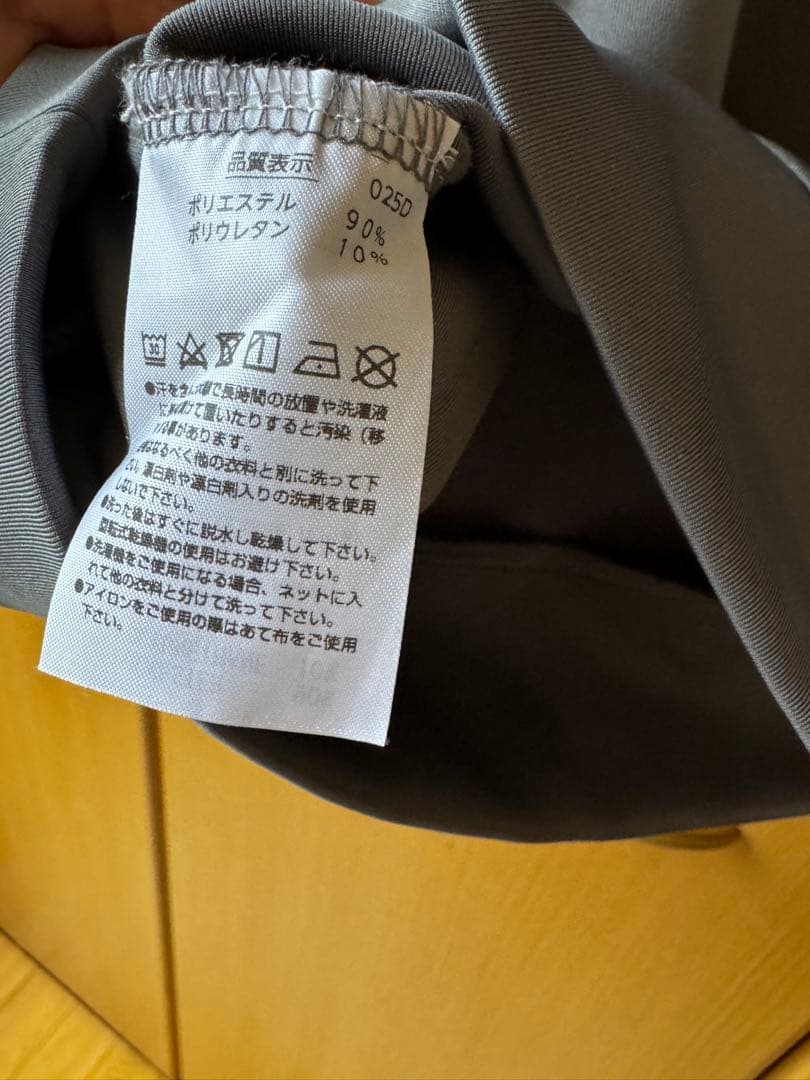 品質表示
025D
ポリエステル 90%
ポリウレタン 10%
30
●汗を含んだ状態で長時間の放置や洗濯液
に漬けて置いたりすると汚染(移
があります。
なるべく他の衣料と別に洗って下
さい。漂白剤や漂白剤入りの洗剤を使用
しないで下さい。
●洗った後はすぐに脱水し乾燥して下さい。
回転式乾燥機の使用はお避け下さい。
●洗濯機をご使用になる場合、ネットに入
れて他の衣料と分けて洗って下さい。
●アイロンをご使用の際はあて布をご使用
下さい。